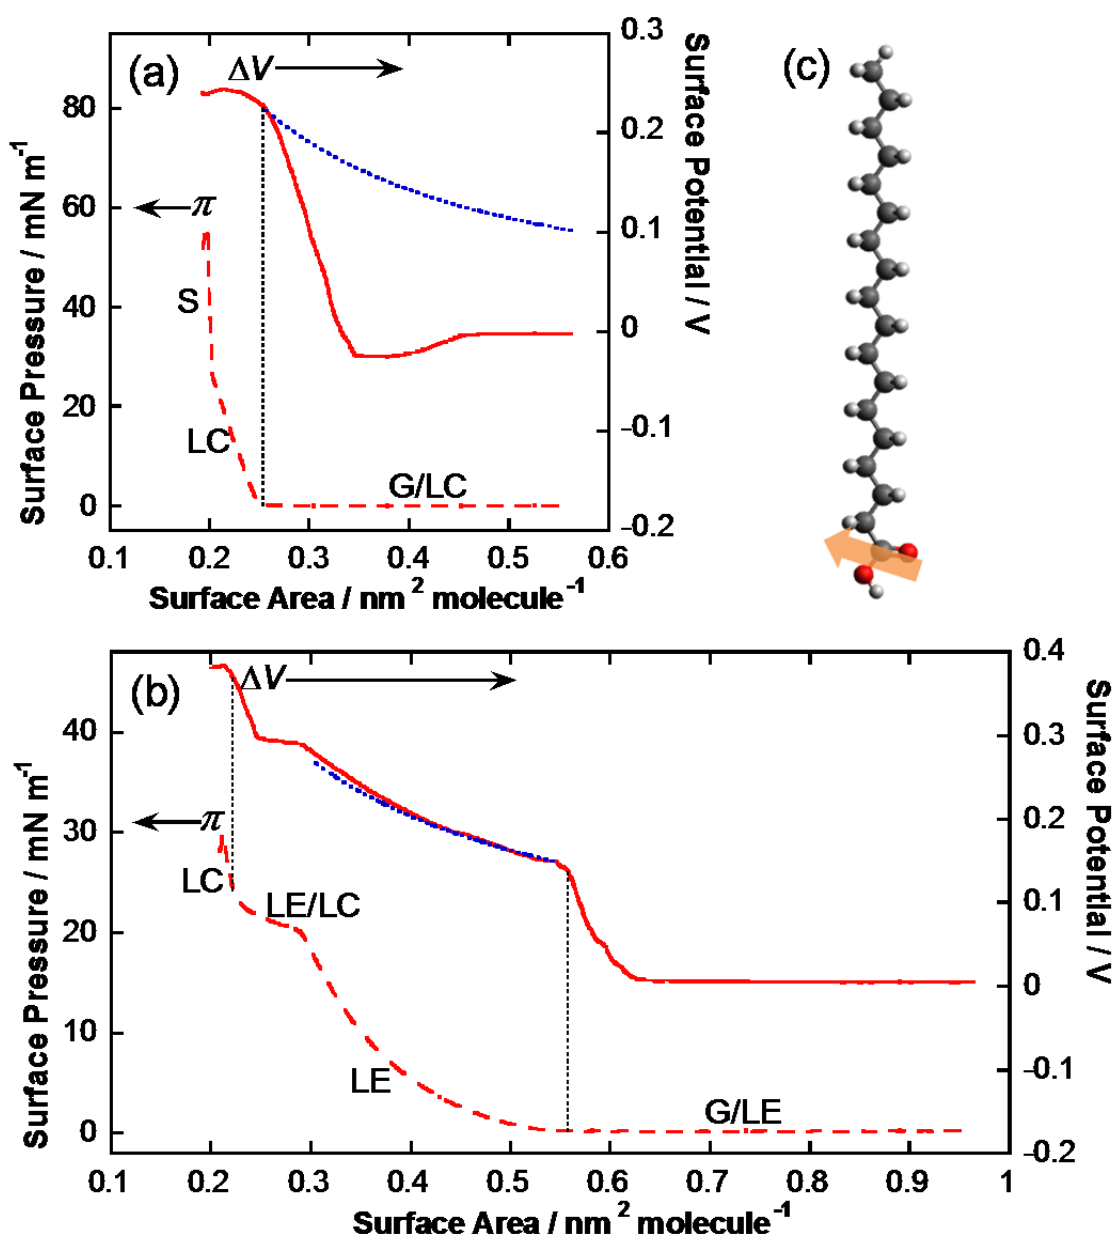 (a)
ΔV
π
S
LC
G/LC
80
60
40
20
0
Surface Pressure / mN m⁻¹
0.3
0.2
0.1
0
−0.1
−0.2
Surface Potential / V
0.1 0.2 0.3 0.4 0.5 0.6
Surface Area / nm² molecule⁻¹
(c)
(b)
ΔV
π
LC
LE/LC
LE
G/LE
40
30
20
10
0
Surface Pressure / mN m⁻¹
0.4
0.3
0.2
0.1
0
−0.1
−0.2
Surface Potential / V
0.1 0.2 0.3 0.4 0.5 0.6 0.7 0.8 0.9 1
Surface Area / nm² molecule⁻¹